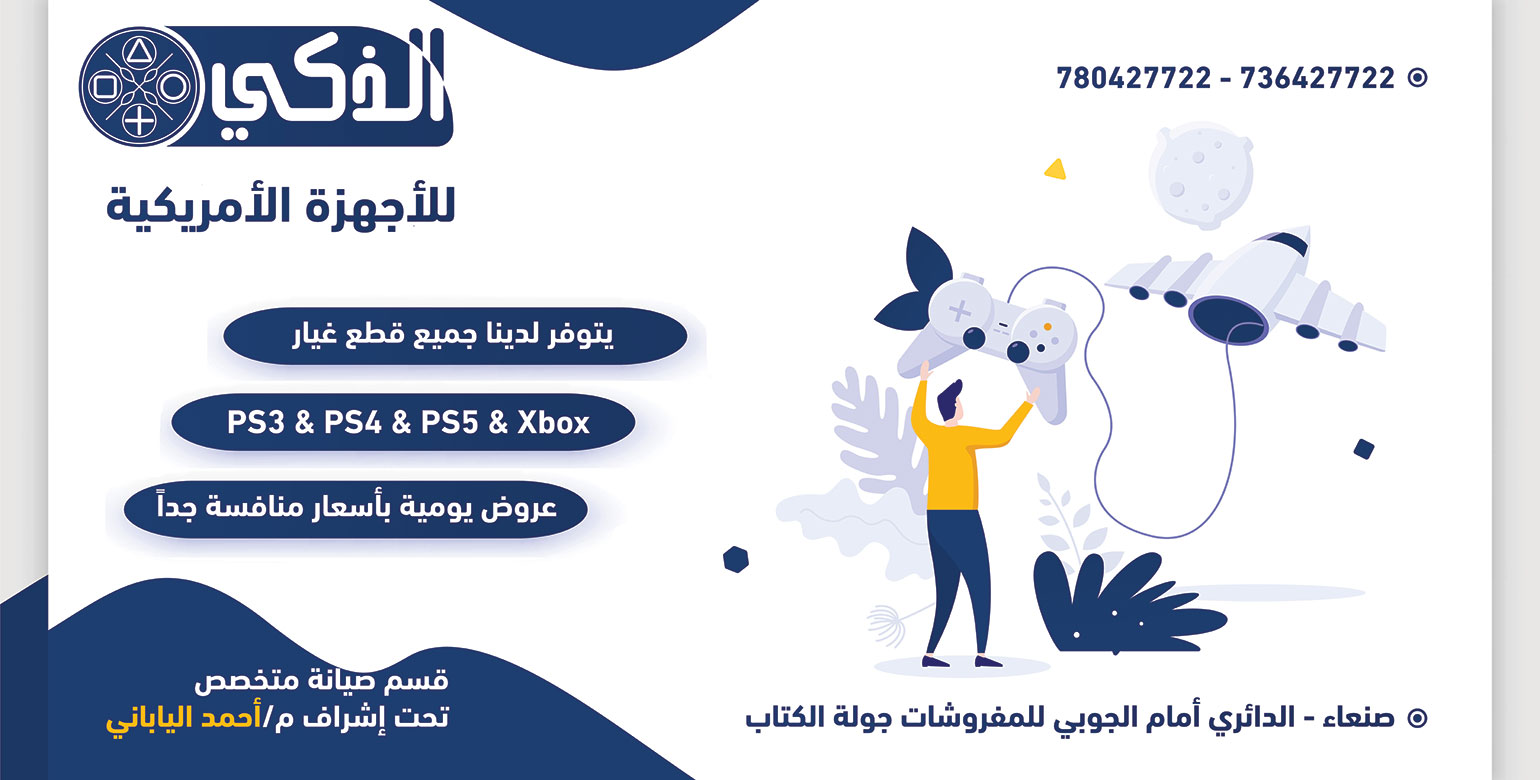 الذكي
للأجهزة الأمريكية
736427722 - 780427722
يتوفر لدينا جميع قطع غيار
PS3 & PS4 & PS5 & Xbox
عروض يومية بأسعار منافسة جداً
قسم صيانة متخصص
تحت إشراف م/أحمد الياباني
صنعاء - الدائري أمام الجوبي للمفروشات جولة الكتاب